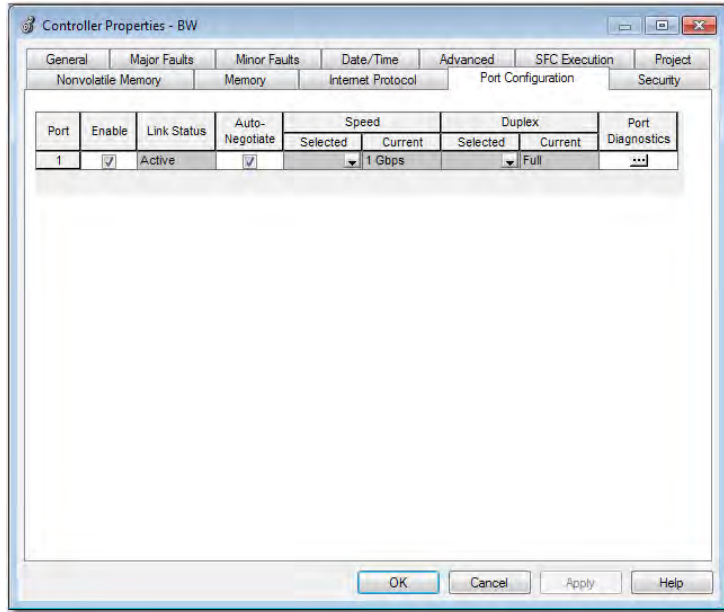 Controller Properties - BW
General Major Faults Minor Faults Date/Time Advanced SFC Execution Project
Nonvolatile Memory Memory Internet Protocol Port Configuration Security
Port Enable Link Status Auto-Negotiate Speed Duplex Port Diagnostics
Selected Current Selected Current
1 Active 1 Gbps Full ...
OK Cancel Apply Help